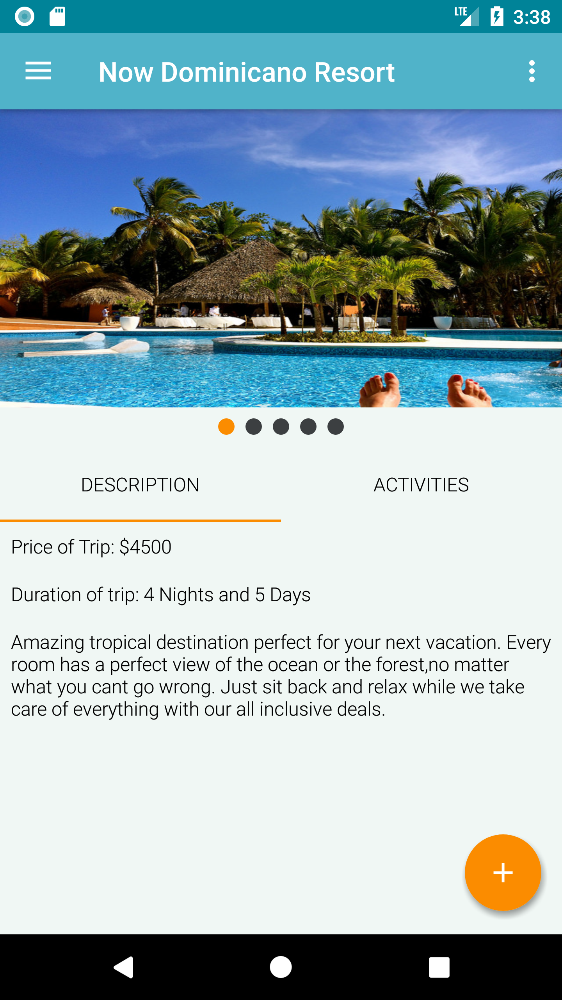 LTE 3:38
Now Dominicano Resort
DESCRIPTION ACTIVITIES
Price of Trip: $4500
Duration of trip: 4 Nights and 5 Days
Amazing tropical destination perfect for your next vacation. Every
room has a perfect view of the ocean or the forest,no matter
what you cant go wrong. Just sit back and relax while we take
care of everything with our all inclusive deals.